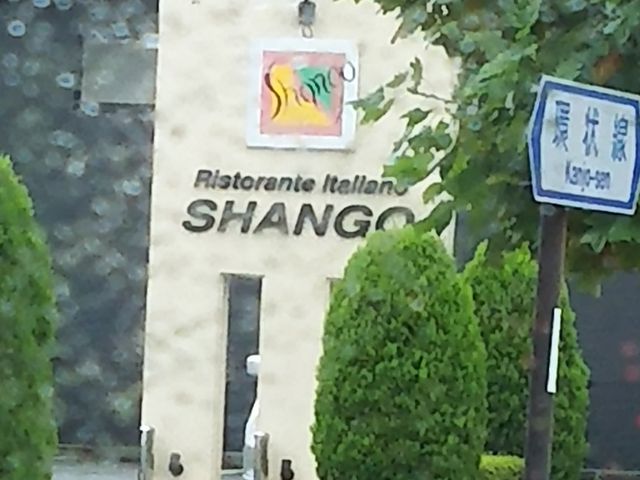 Shango
Ristorante Italiano
SHANGO
環状線
Kanjo-sen